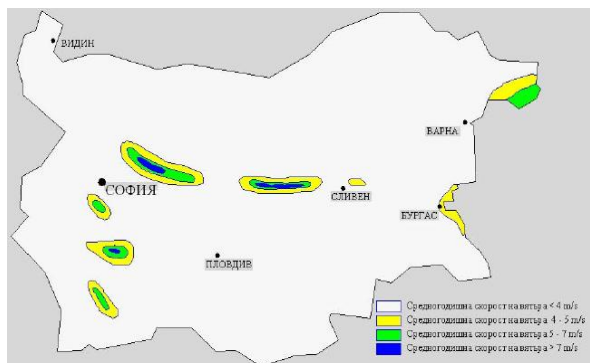 ВИДИН
ВАРНА
СОФИЯ
СЛИВЕН
БУРГАС
ПЛОВДИВ
Средногодишна скорост на вятъра < 4 m/s
Средногодишна скорост на вятъра 4 - 5 m/s
Средногодишна скорост на вятъра 5 - 7 m/s
Средногодишна скорост на вятъра > 7 m/s